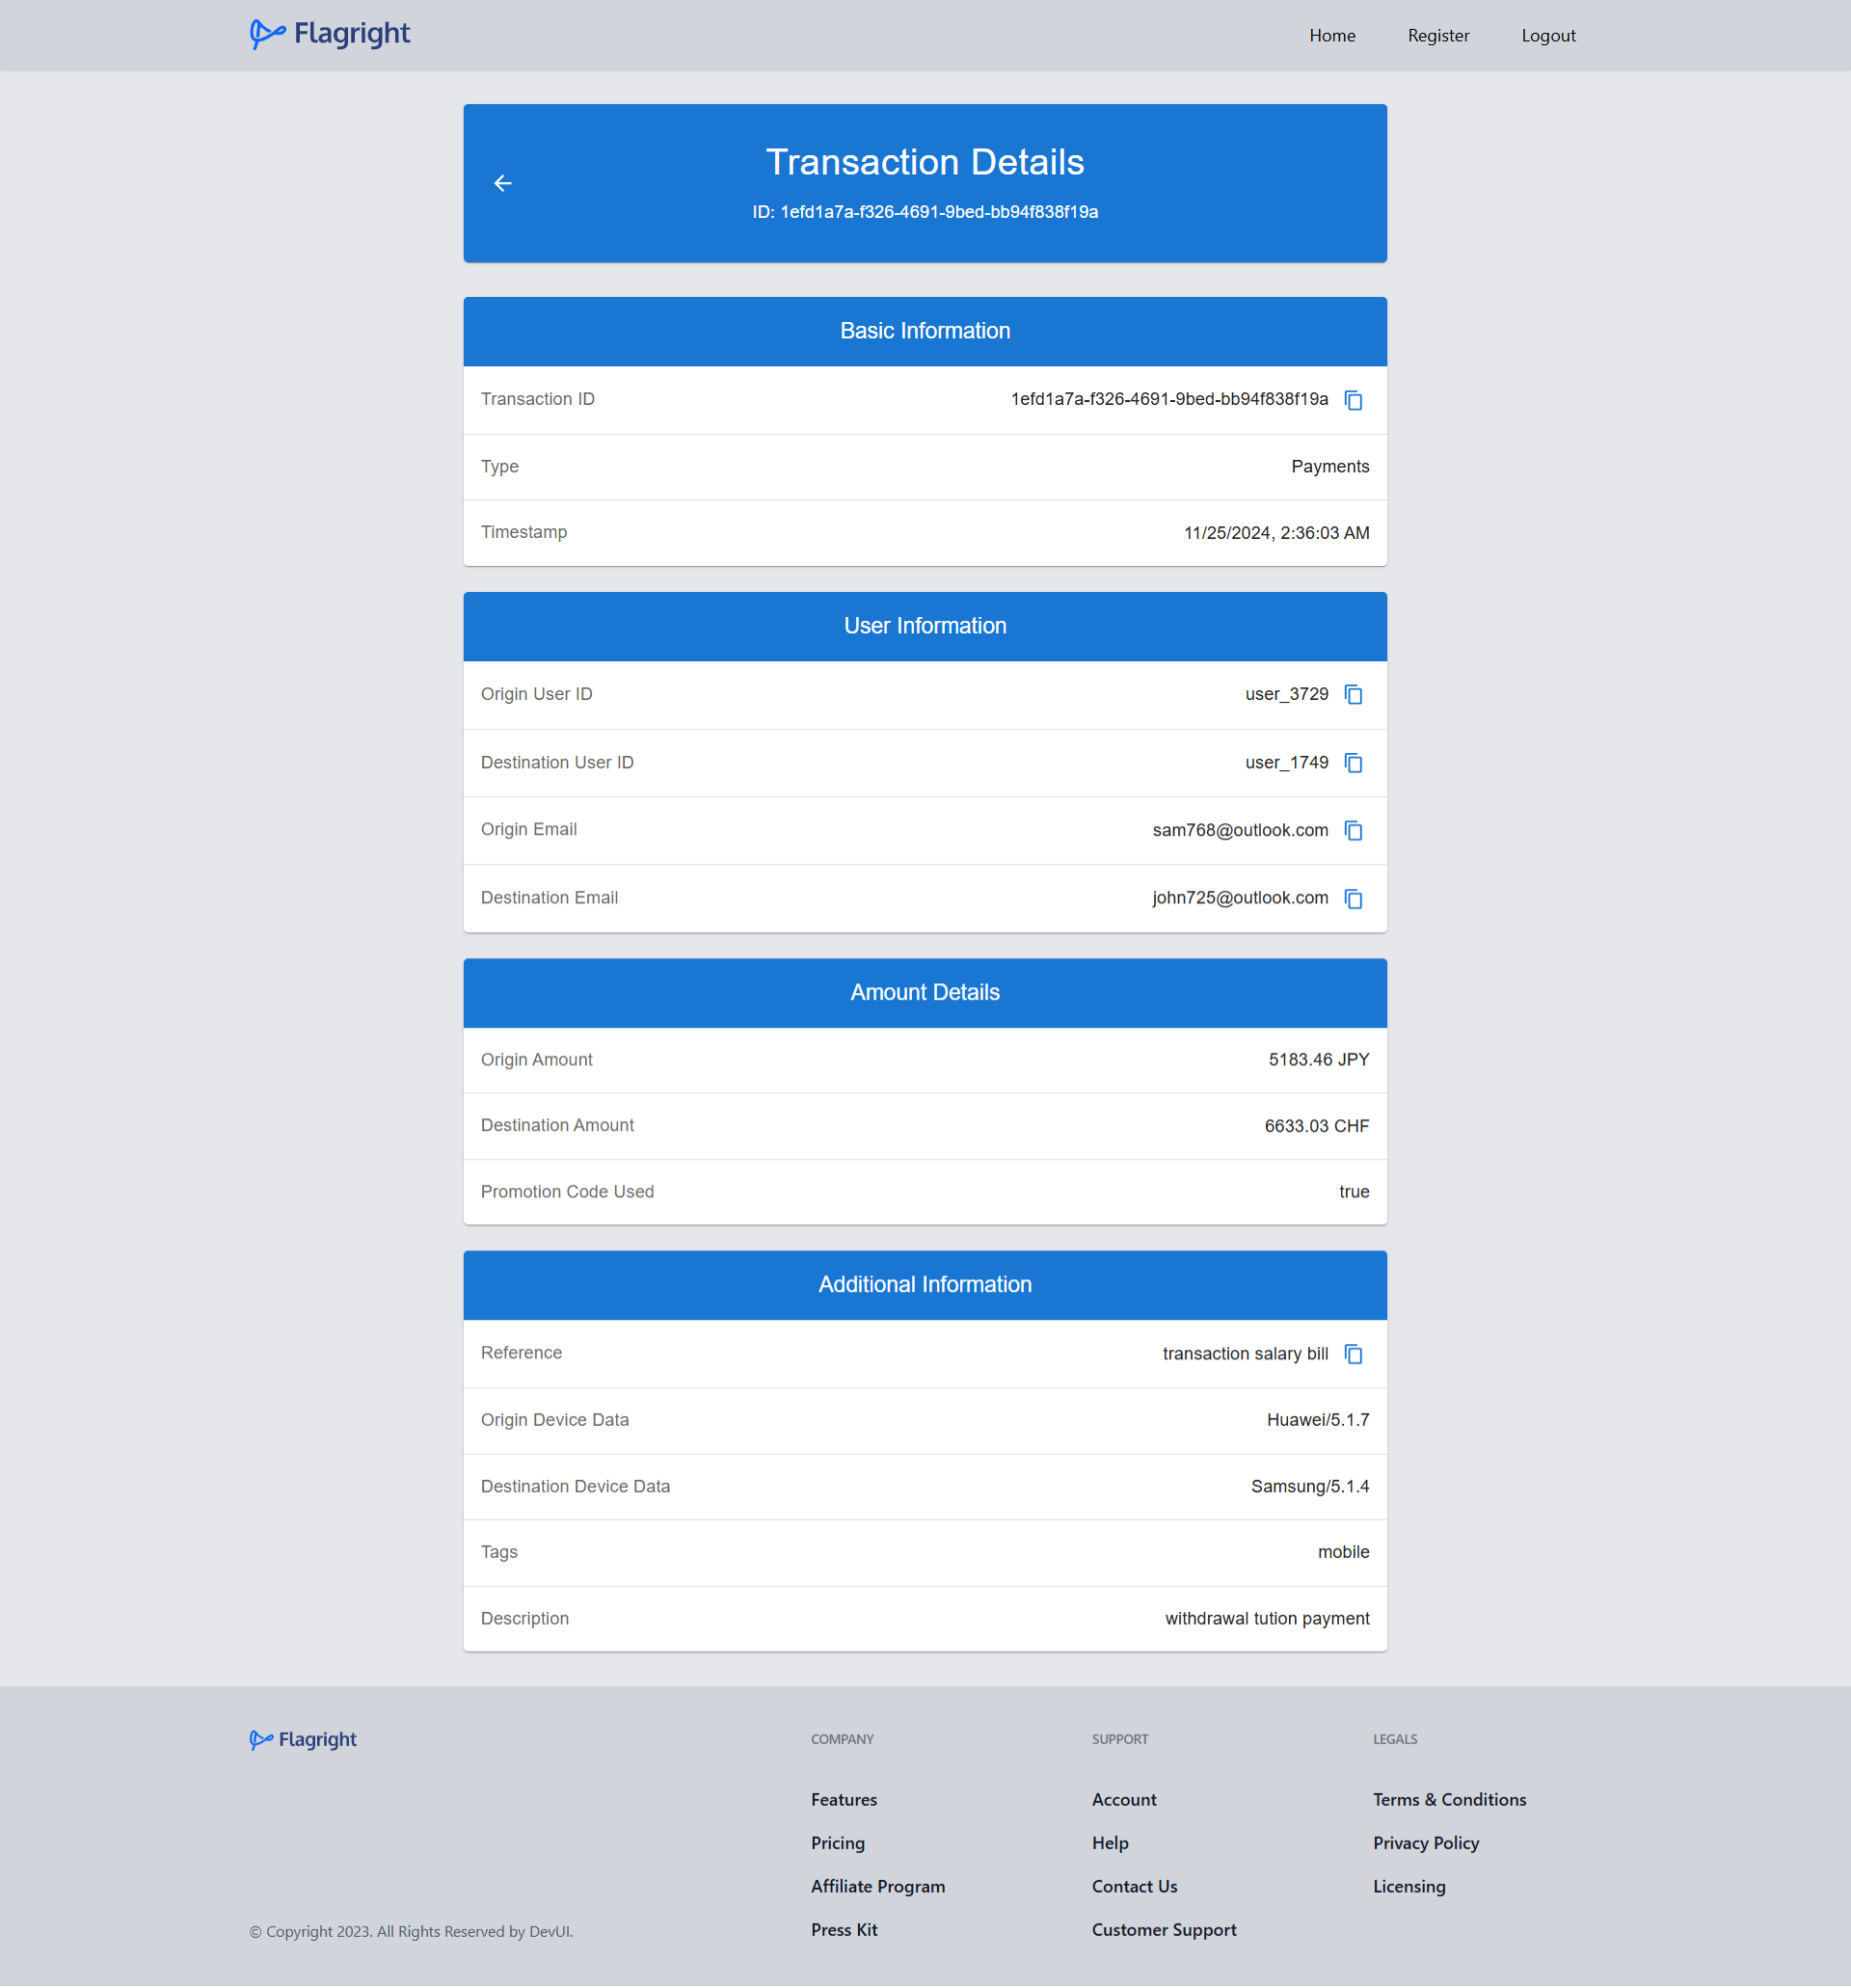 Flagright
Home Register Logout
Transaction Details
ID: 1efd1a7a-f326-4691-9bed-bb94f838f19a
Basic Information
Transaction ID 1efd1a7a-f326-4691-9bed-bb94f838f19a
Type Payments
Timestamp 11/25/2024, 2:36:03 AM
User Information
Origin User ID user_3729
Destination User ID user_1749
Origin Email sam768@outlook.com
Destination Email john725@outlook.com
Amount Details
Origin Amount 5183.46 JPY
Destination Amount 6633.03 CHF
Promotion Code Used true
Additional Information
Reference transaction salary bill
Origin Device Data Huawei/5.1.7
Destination Device Data Samsung/5.1.4
Tags mobile
Description withdrawal tution payment
Flagright
© Copyright 2023. All Rights Reserved by DevUI.
COMPANY
Features
Pricing
Affiliate Program
Press Kit
SUPPORT
Account
Help
Contact Us
Customer Support
LEGALS
Terms & Conditions
Privacy Policy
Licensing